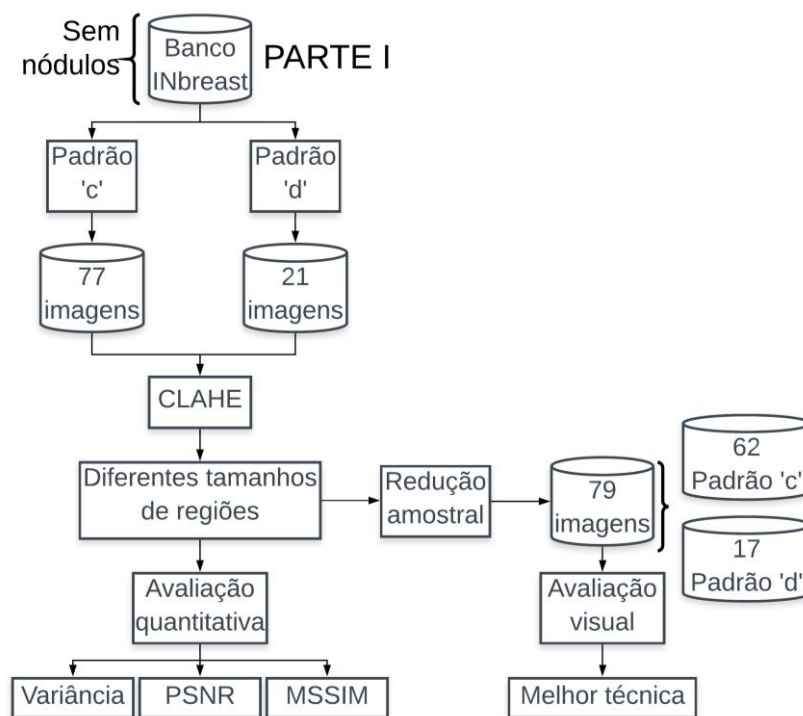 Sem
nódulos
Banco
INbreast
PARTE I
Padrão
'c'
Padrão
'd'
77
imagens
21
imagens
CLAHE
Diferentes tamanhos
de regiões
Redução
amostral
79
imagens
62
Padrão 'c'
17
Padrão 'd'
Avaliação
quantitativa
Avaliação
visual
Variância
PSNR
MSSIM
Melhor técnica